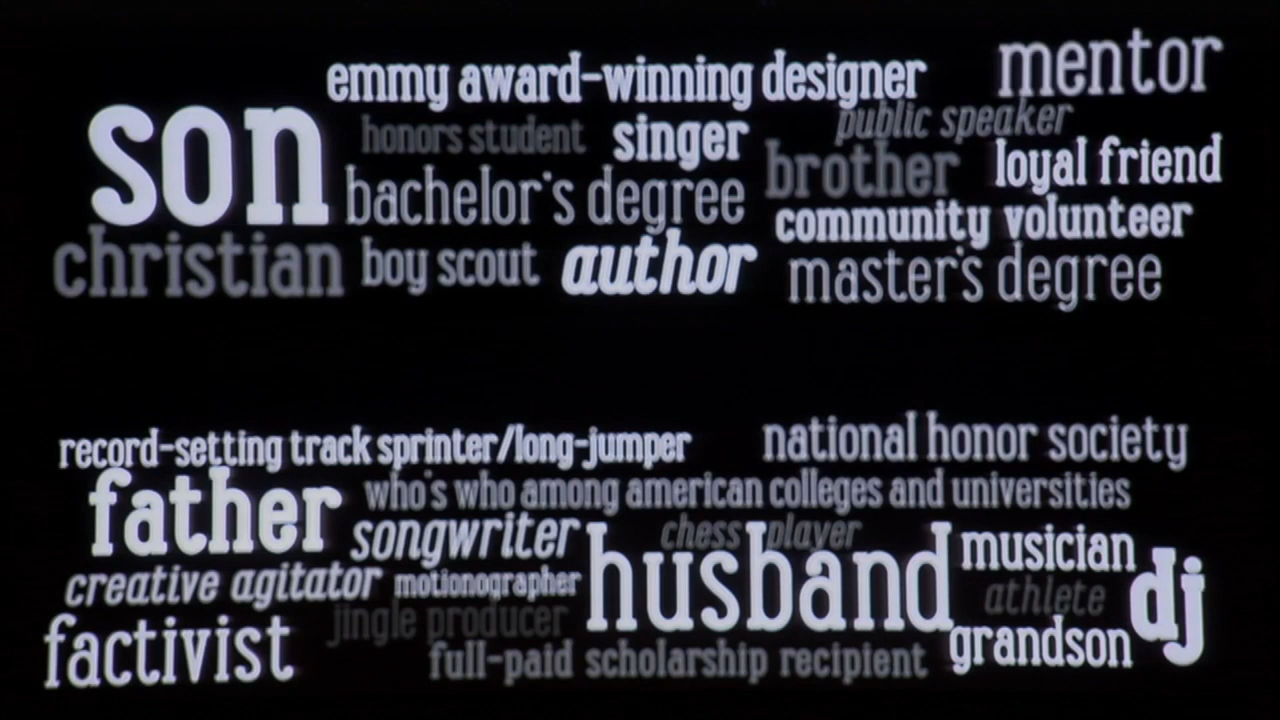 emmy award-winning designer
mentor
son
honors student
singer
public speaker
brother
loyal friend
bachelor's degree
community volunteer
christian
boy scout
author
master's degree
record-setting track sprinter/long-jumper
national honor society
father
who's who among american colleges and universities
songwriter
chess player
husband
musician
creative agitator
motionographer
athlete
dj
jingle producer
grandson
factivist
full-paid scholarship recipient